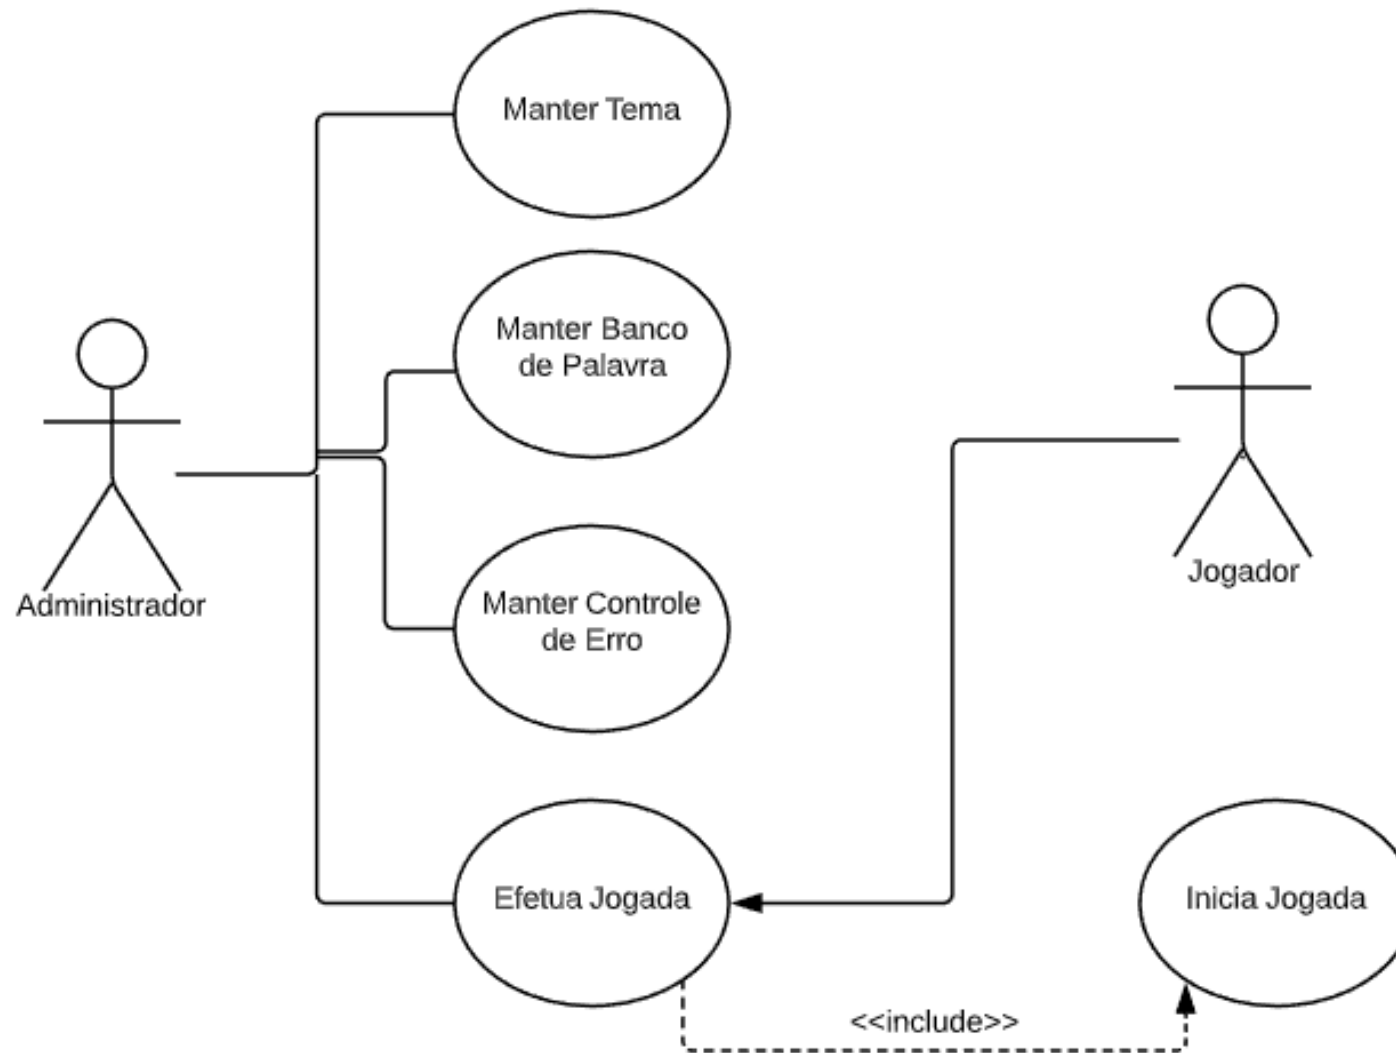 Manter Tema
Manter Banco
de Palavra
Administrador
Jogador
Manter Controle
de Erro
Efetua Jogada
Inicia Jogada
<<include>>